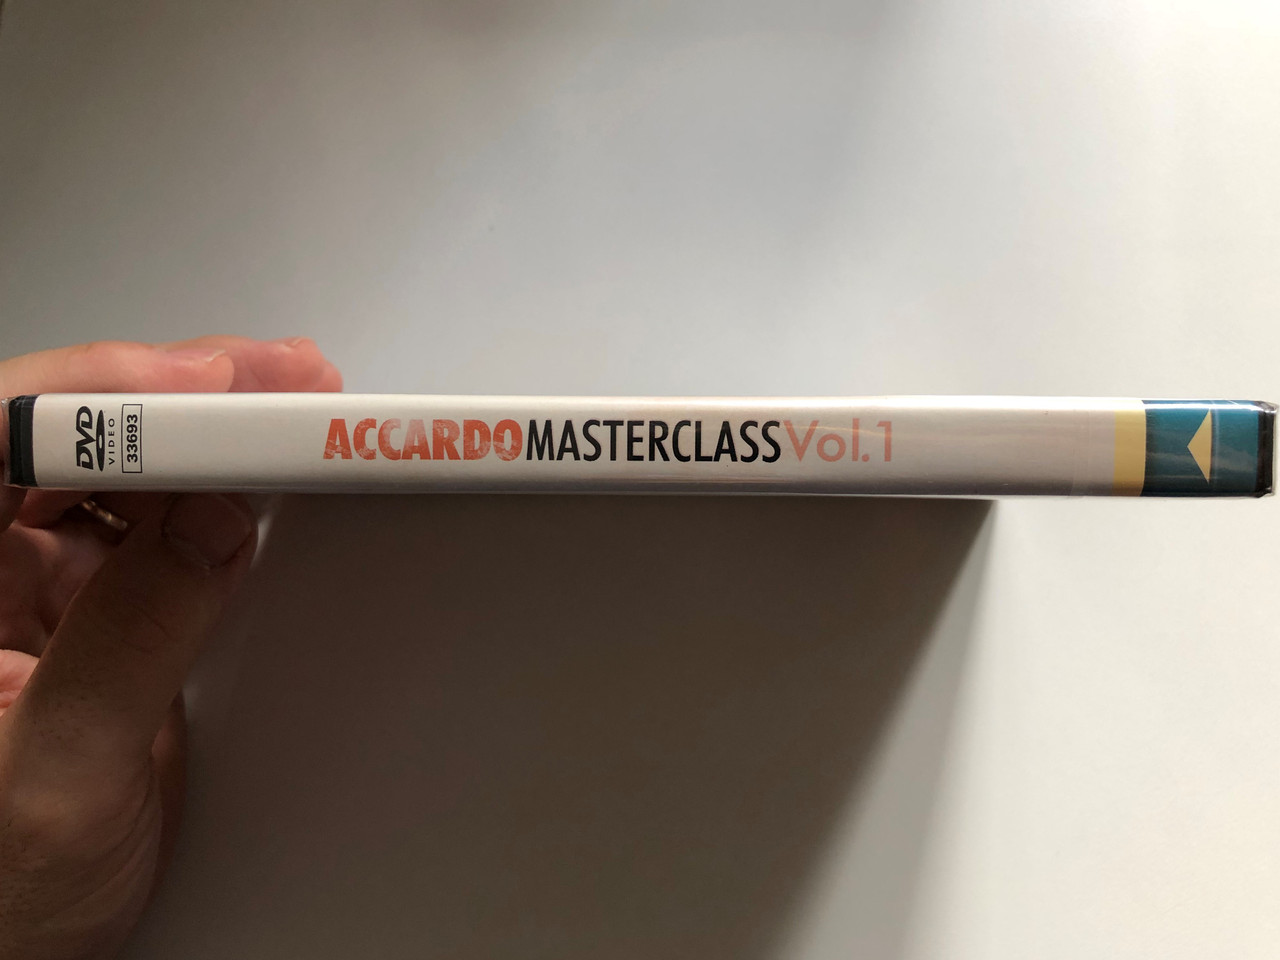 DVD
VIDEO
33693
ACCARDOMASTERCLASSVol.1